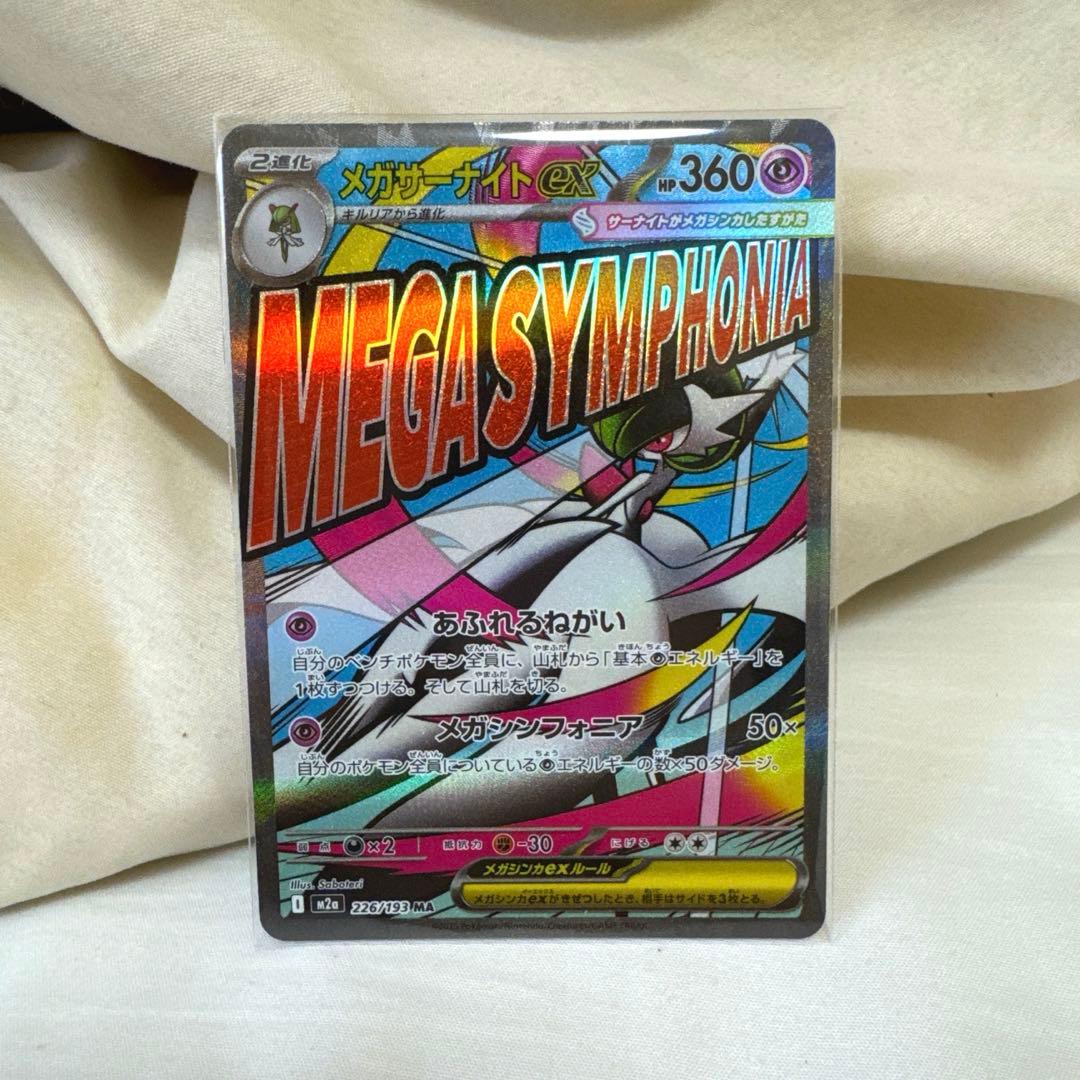 2進化
メガサーナイトex
HP360
キルリアから進化
サーナイトがメガシンカしたすがた
MEGASYMPHONIA
あふれるねがい
自分のベンチポケモン全員に、山札から「基本エネルギー」を
1枚ずつつける。そして山札を切る。
メガシンフォニア 50×
自分のポケモン全員についているエネルギーの数×50ダメージ。
弱点 ×2 抵抗力 -30 にげる
メガシンカexルール
メガシンカexがきぜつしたとき、相手はサイドを3枚とる。
Illus. Saboteri
m2a 226/193 MA